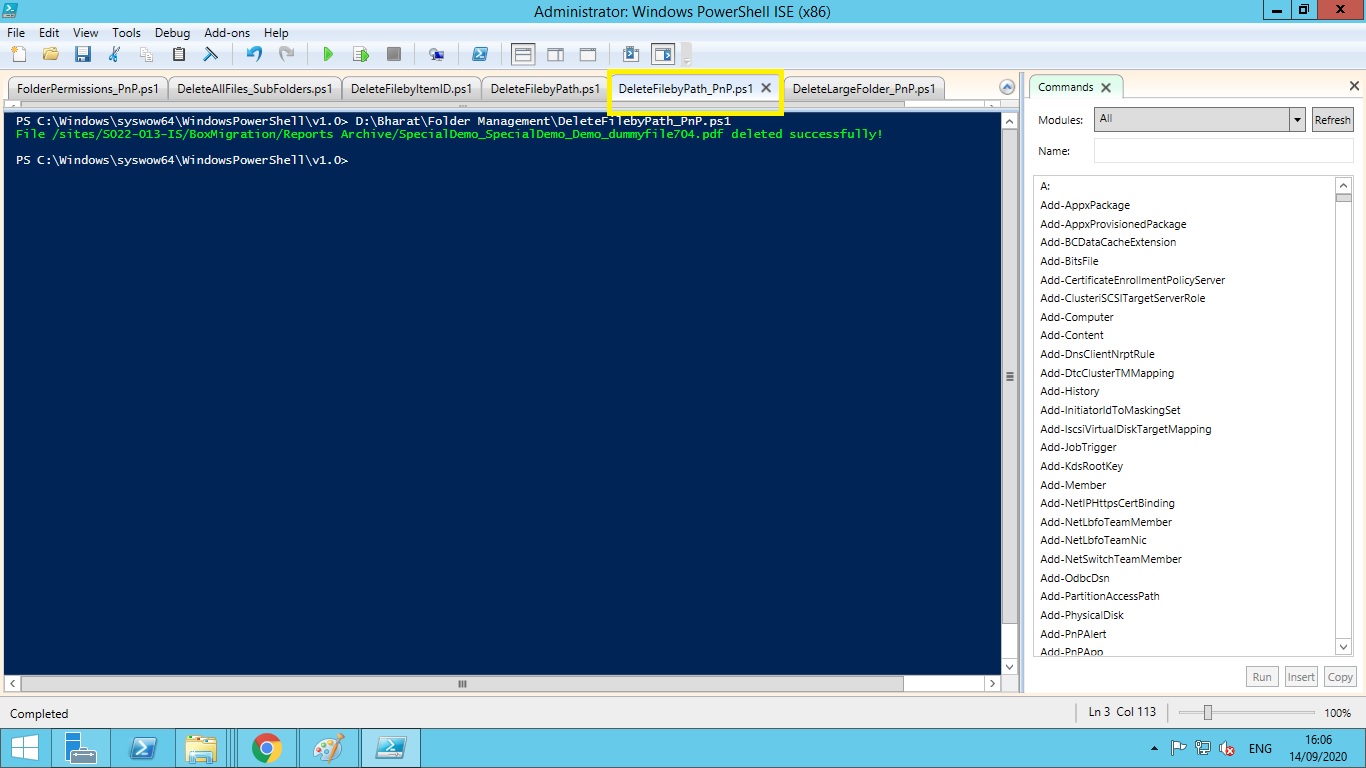 Administrator: Windows PowerShell ISE (x86)
File Edit View Tools Debug Add-ons Help
FolderPermissions_PnP.ps1 DeleteAllFiles_SubFolders.ps1 DeleteFilebyItemID.ps1 DeleteFilebyPath.ps1 DeleteFilebyPath_PnP.ps1 DeleteLargeFolder_PnP.ps1
PS C:\Windows\syswow64\WindowsPowerShell\v1.0> D:\Bharat\Folder Management\DeleteFilebyPath_PnP.ps1
File /sites/SO22-013-IS/BoxMigration/Reports Archive/SpecialDemo_SpecialDemo_Demo_dummyfile704.pdf deleted successfully!
PS C:\Windows\syswow64\WindowsPowerShell\v1.0>
Commands
Modules: All Refresh
Name:
A:
Add-AppxPackage
Add-AppxProvisionedPackage
Add-BCDataCacheExtension
Add-BitsFile
Add-CertificateEnrollmentPolicyServer
Add-ClusteriSCSITargetServerRole
Add-Computer
Add-Content
Add-DnsClientNrptRule
Add-DtcClusterTMMapping
Add-History
Add-InitiatorIdToMaskingSet
Add-IscsiVirtualDiskTargetMapping
Add-JobTrigger
Add-KdsRootKey
Add-Member
Add-NetIPHttpsCertBinding
Add-NetLbfoTeamMember
Add-NetLbfoTeamNic
Add-NetSwitchTeamMember
Add-OdbcDsn
Add-PartitionAccessPath
Add-PhysicalDisk
Add-PnPAlert
Add-PnPApp
Run Insert Copy
Completed
Ln 3 Col 113
100%
ENG
16:06
14/09/2020